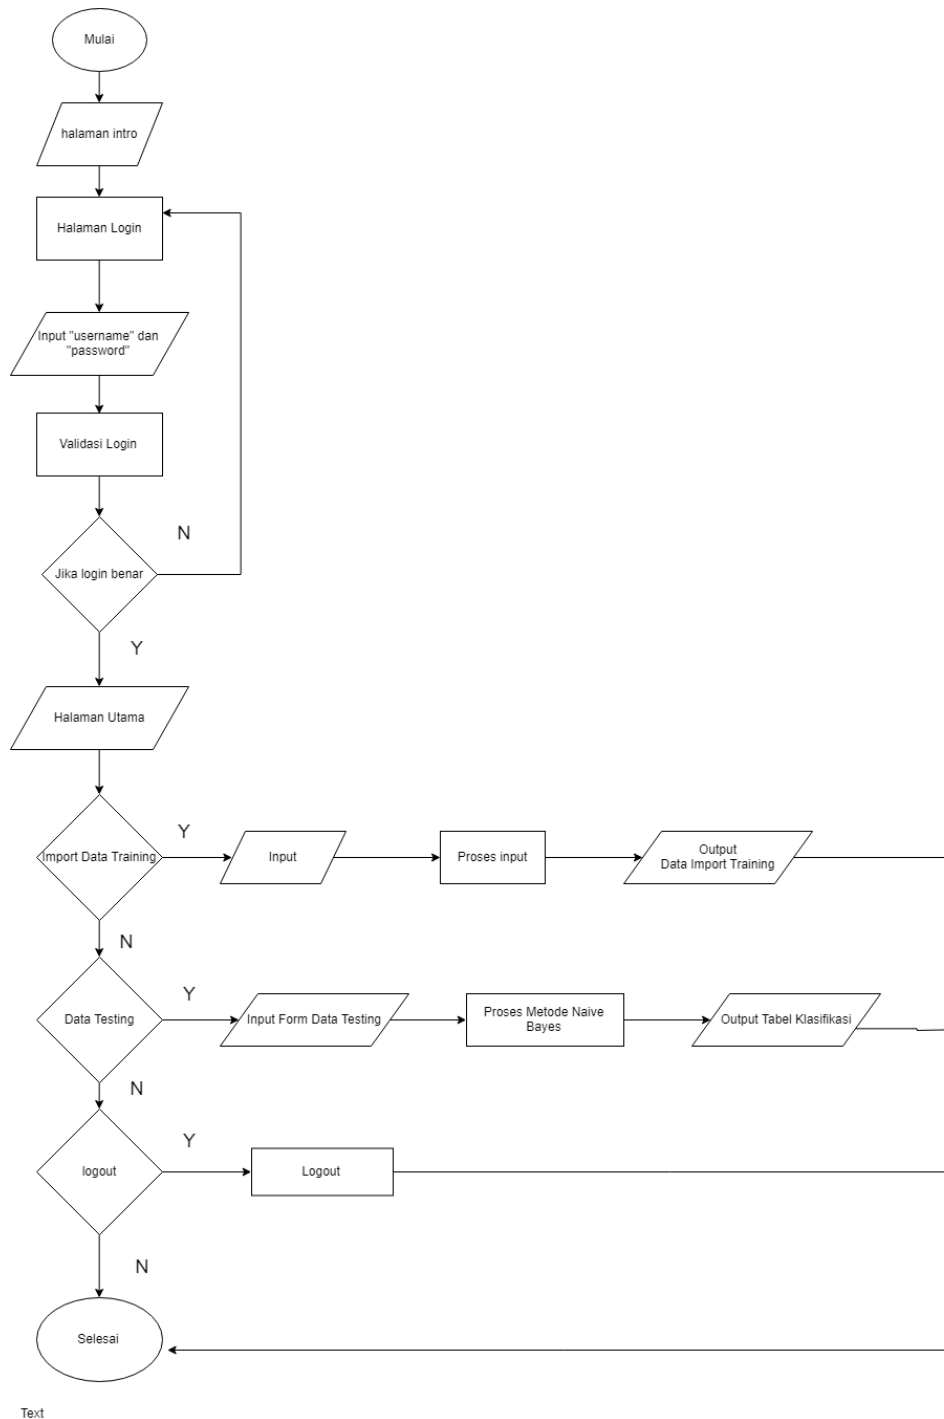 Mulai
halaman intro
Halaman Login
Input "username" dan
"password"
Validasi Login
N
Jika login benar
Y
Halaman Utama
Y
Import Data Training
Input
Proses input
Output
Data Import Training
N
Y
Data Testing
Input Form Data Testing
Proses Metode Naive
Bayes
Output Tabel Klasifikasi
N
Y
logout
Logout
N
Selesai
Text